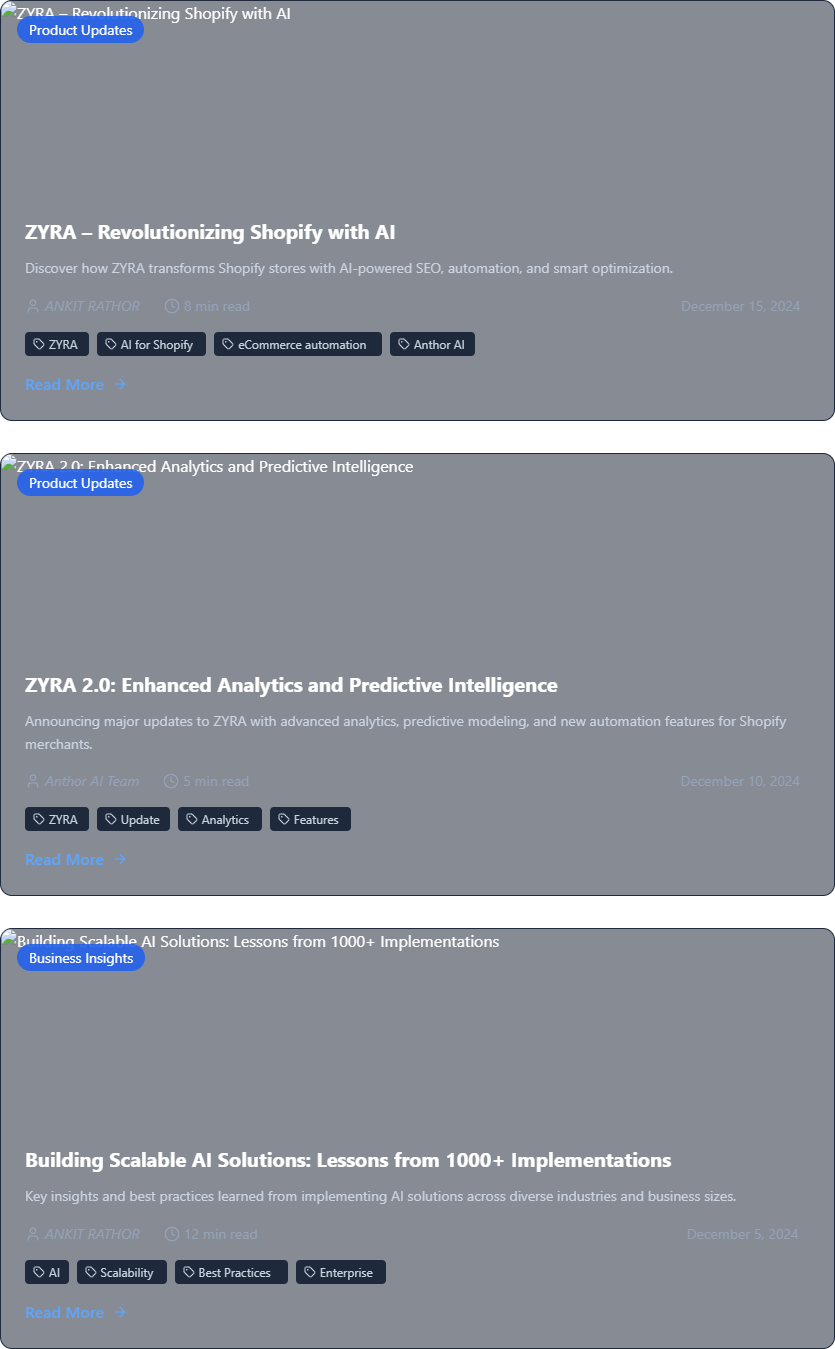 ZYRA – Revolutionizing Shopify with AI
Product Updates
ZYRA – Revolutionizing Shopify with AI
Discover how ZYRA transforms Shopify stores with AI-powered SEO, automation, and smart optimization.
ANKIT RATHOR 8 min read December 15, 2024
ZYRA AI for Shopify eCommerce automation Anthor AI
Read More →
ZYRA 2.0: Enhanced Analytics and Predictive Intelligence
Product Updates
ZYRA 2.0: Enhanced Analytics and Predictive Intelligence
Announcing major updates to ZYRA with advanced analytics, predictive modeling, and new automation features for Shopify
merchants.
Anthor AI Team 5 min read December 10, 2024
ZYRA Update Analytics Features
Read More →
Building Scalable AI Solutions: Lessons from 1000+ Implementations
Business Insights
Building Scalable AI Solutions: Lessons from 1000+ Implementations
Key insights and best practices learned from implementing AI solutions across diverse industries and business sizes.
ANKIT RATHOR 12 min read December 5, 2024
AI Scalability Best Practices Enterprise
Read More →